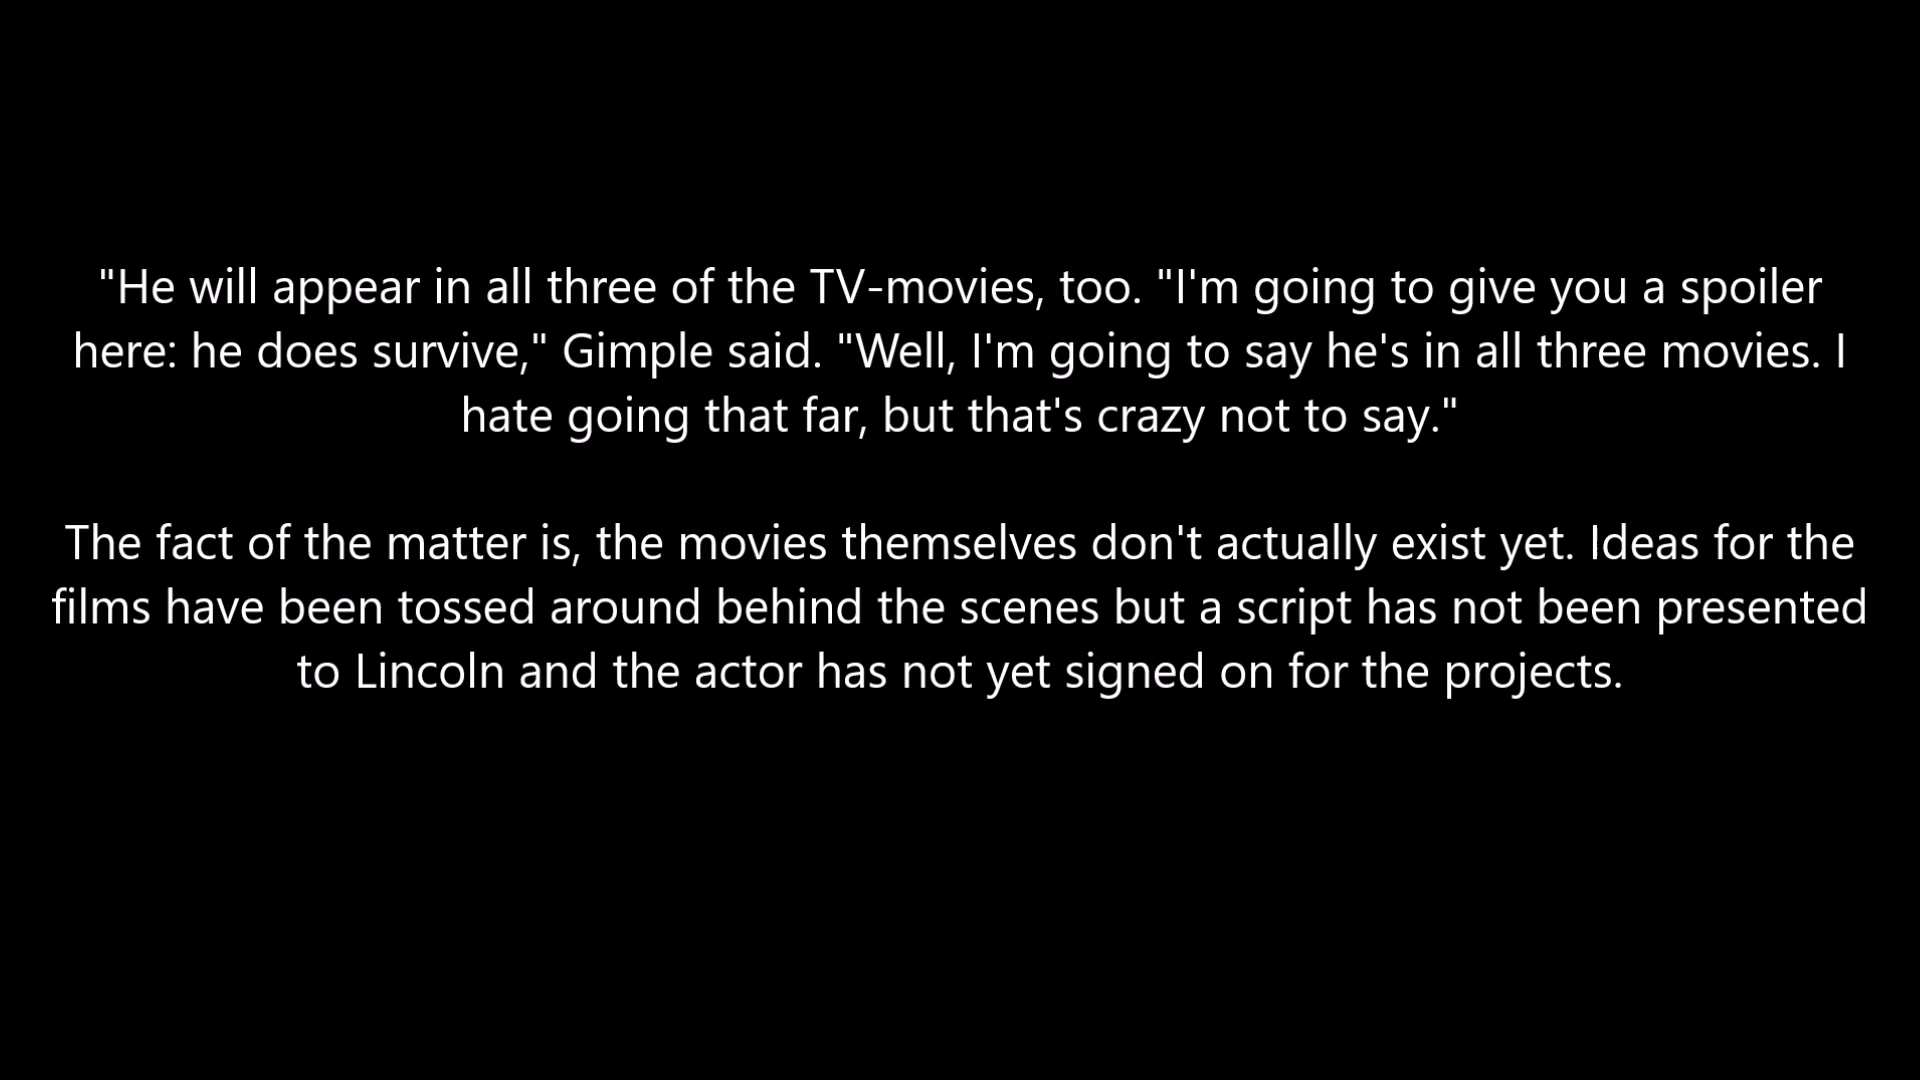 "He will appear in all three of the TV-movies, too. "I'm going to give you a spoiler
here: he does survive," Gimple said. "Well, I'm going to say he's in all three movies. I
hate going that far, but that's crazy not to say."
The fact of the matter is, the movies themselves don't actually exist yet. Ideas for the
films have been tossed around behind the scenes but a script has not been presented
to Lincoln and the actor has not yet signed on for the projects.